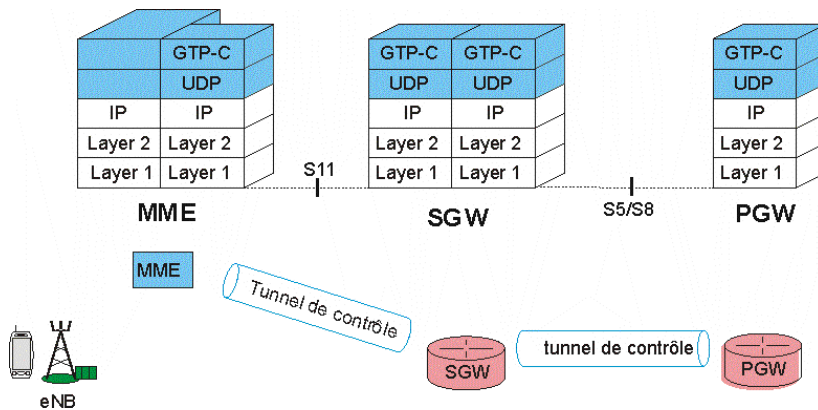 GTP-C
UDP
IP IP
Layer 2 Layer 2
Layer 1 Layer 1
MME
S11
GTP-C GTP-C
UDP UDP
IP IP
Layer 2 Layer 2
Layer 1 Layer 1
SGW
S5/S8
GTP-C
UDP
IP
Layer 2
Layer 1
PGW
MME
Tunnel de contrôle
SGW
tunnel de contrôle
PGW
eNB